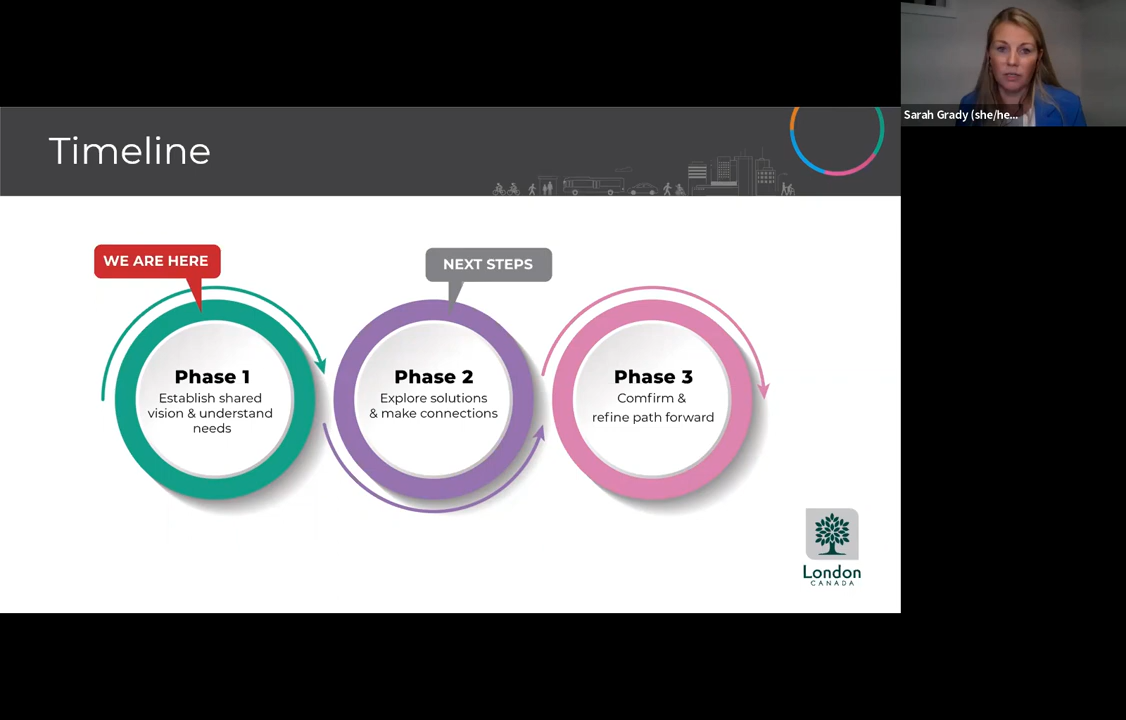 Sarah Grady (she/he...
Timeline
WE ARE HERE
NEXT STEPS
Phase 1
Establish shared
vision & understand
needs
Phase 2
Explore solutions
& make connections
Phase 3
Comfirm &
refine path forward
London
CANADA